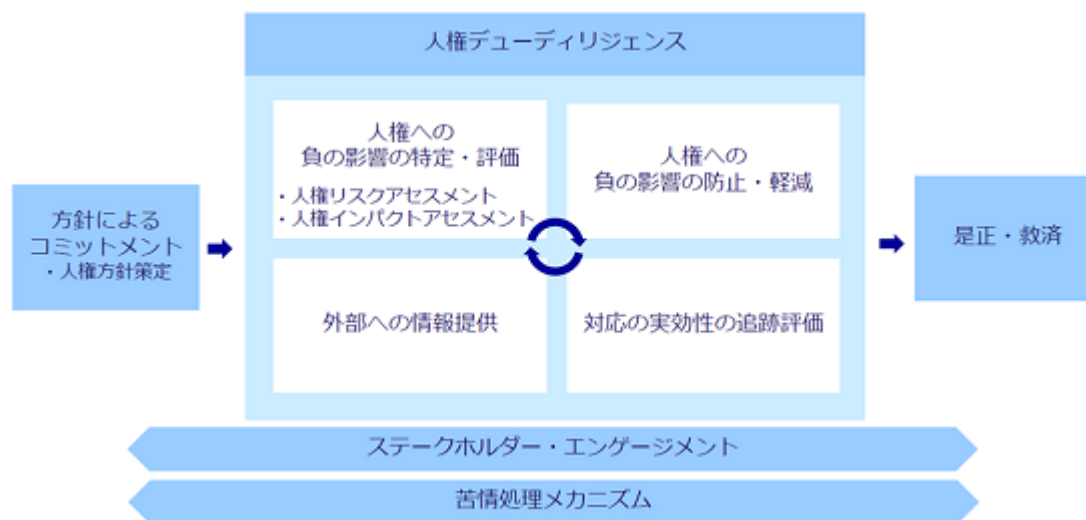 人権デューディリジェンス
人権への
負の影響の特定・評価
・人権リスクアセスメント
・人権インパクトアセスメント
人権への
負の影響の防止・軽減
方針による
コミットメント
・人権方針策定
是正・救済
外部への情報提供
対応の実効性の追跡評価
ステークホルダー・エンゲージメント
苦情処理メカニズム